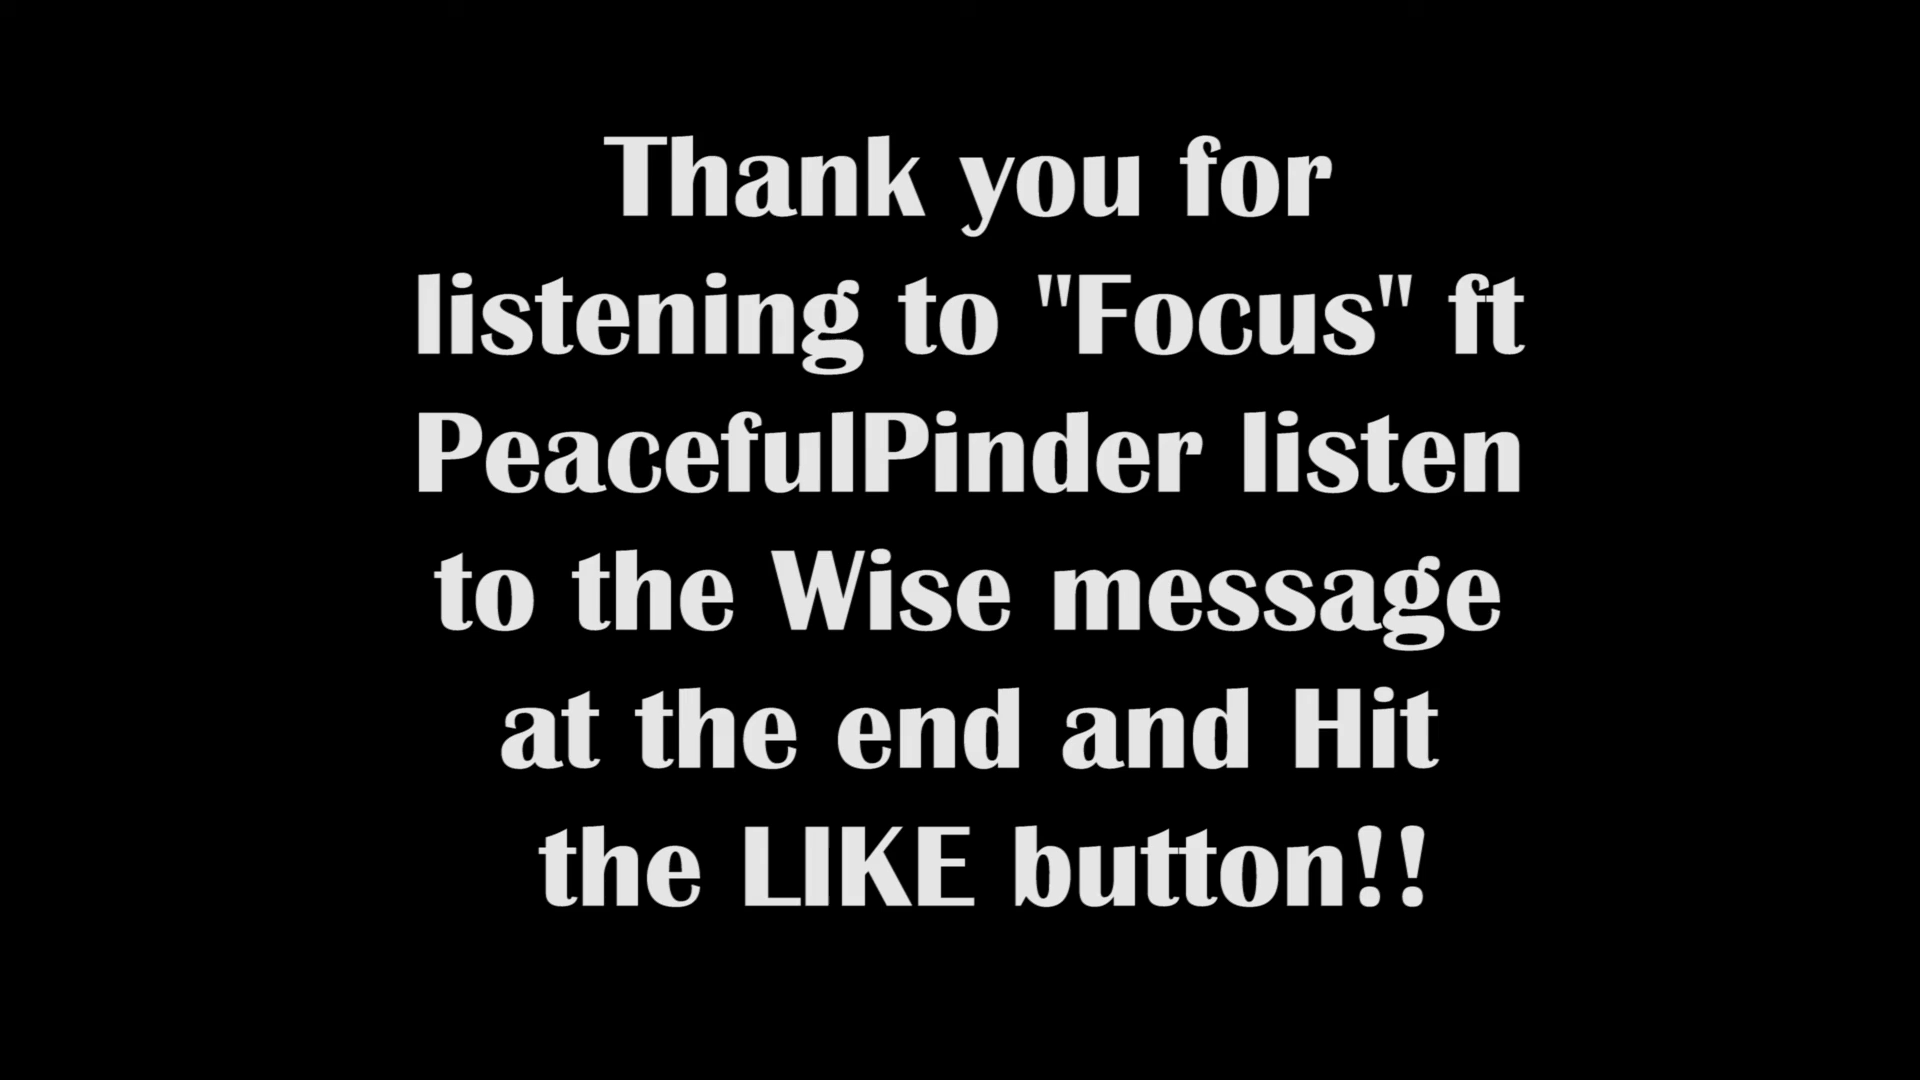 Thank you for
listening to "Focus" ft
PeacefulPinder listen
to the Wise message
at the end and Hit
the LIKE button!!